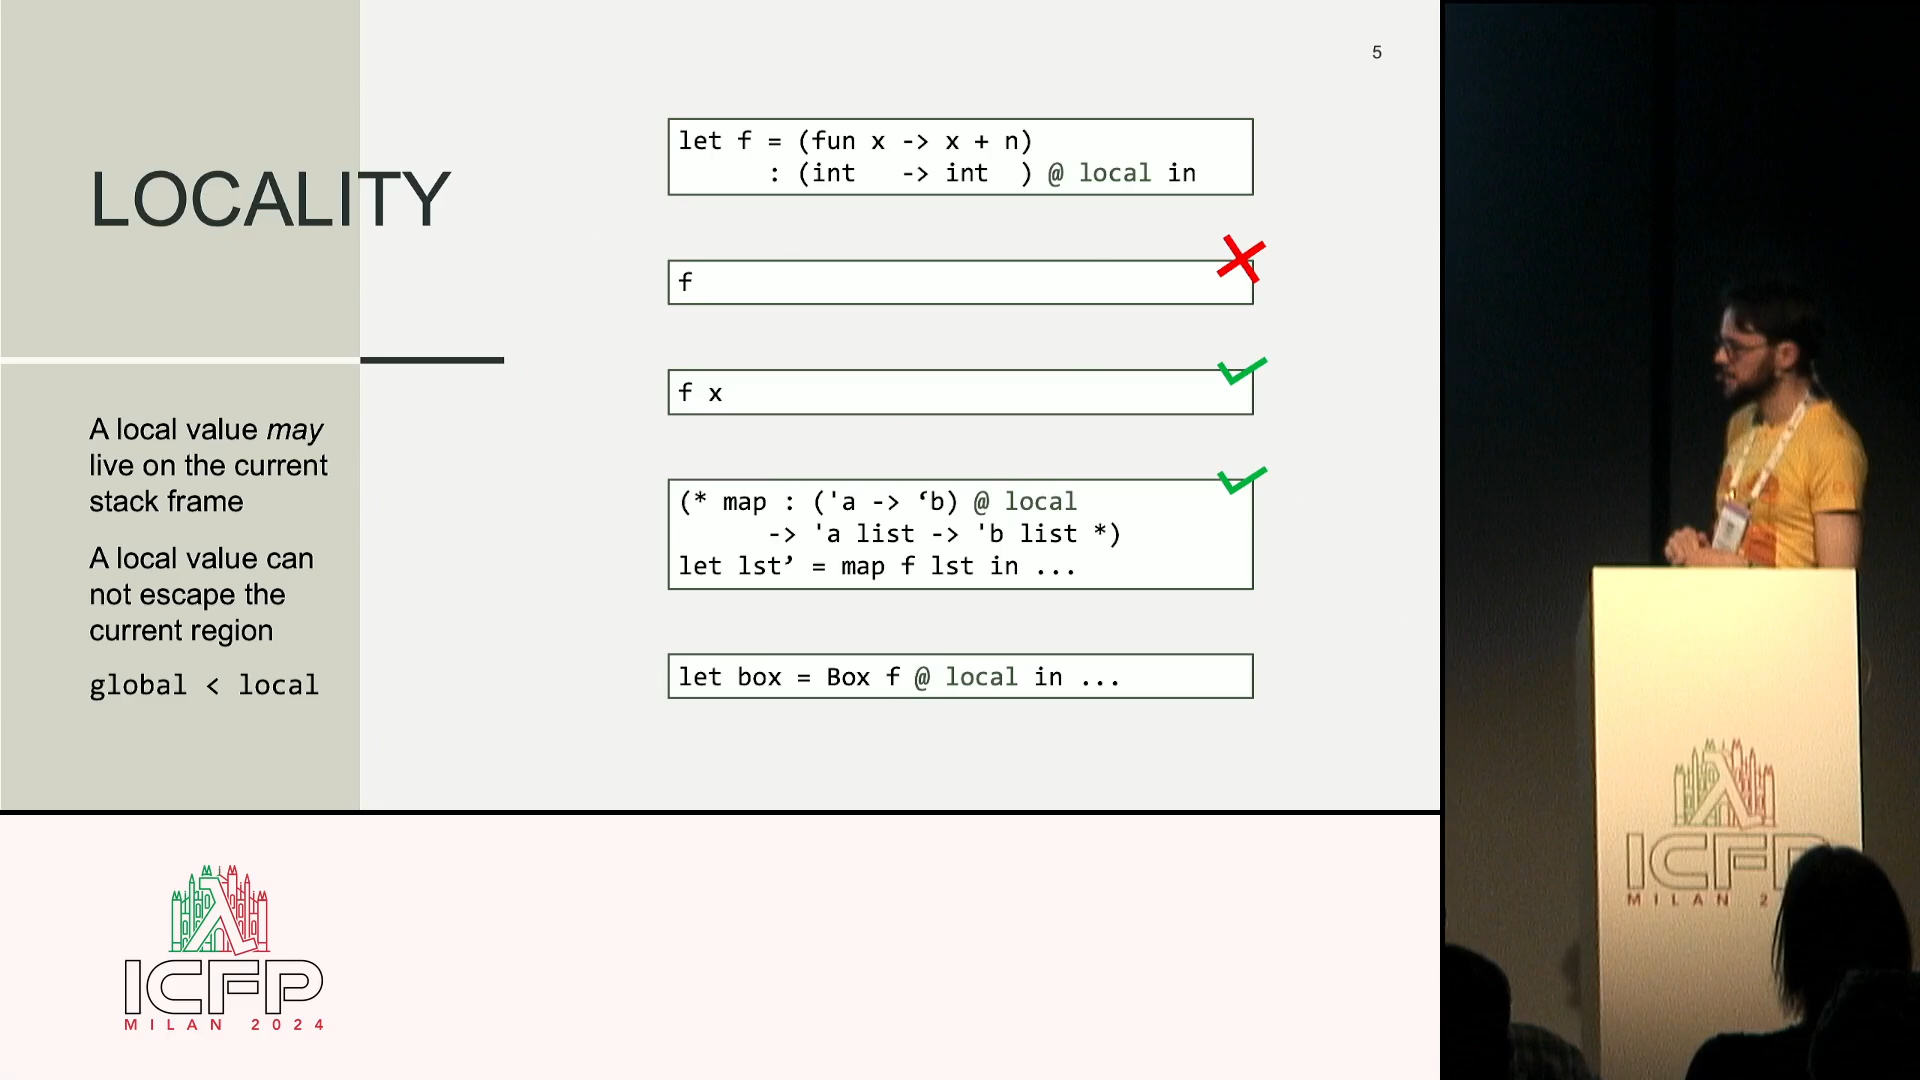 5
LOCALITY
A local value may
live on the current
stack frame
A local value can
not escape the
current region
global < local
let f = (fun x -> x + n)
: (int -> int ) @ local in
f
f x
(* map : ('a -> ‘b) @ local
-> 'a list -> 'b list *)
let lst’ = map f lst in ...
let box = Box f @ local in ...
ICFP
MILAN 2024
ICFP
MILAN 2